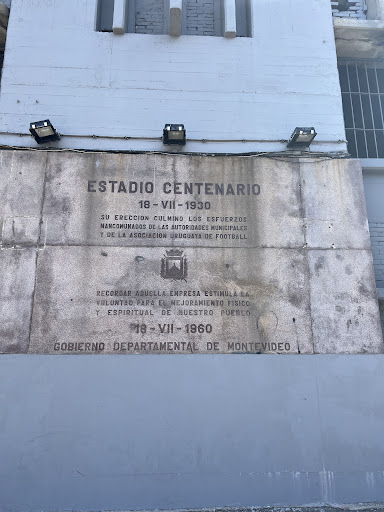 ESTADIO CENTENARIO
18-VII-1930
SU ERECCION CULMINO LOS ESFUERZOS
MANCOMUNADOS DE LAS AUTORIDADES MUNICIPALES
Y DE LA ASOCIACION URUGUAYA DE FOOTBALL
RECORDAR AQUELLA EMPRESA ESTIMULA LA
VOLUNTAD PARA EL MEJORAMIENTO FISICO
Y ESPIRITUAL DE NUESTRO PUEBLO
18-VII-1960
GOBIERNO DEPARTAMENTAL DE MONTEVIDEO